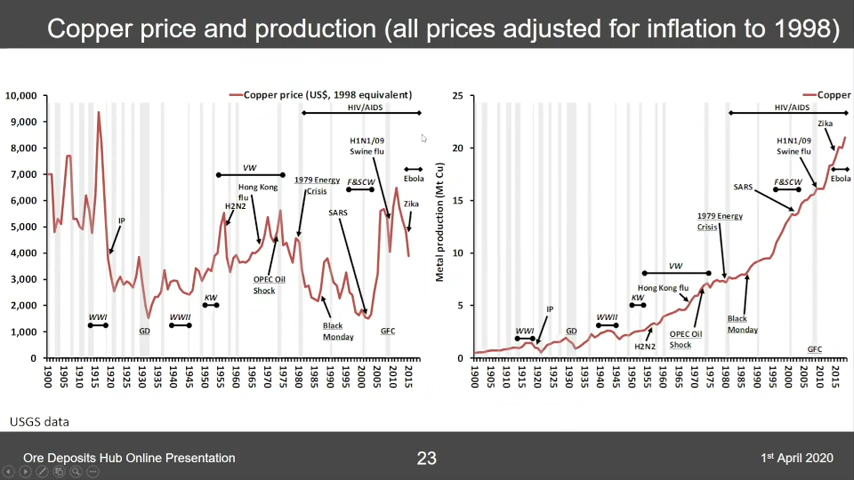 Copper price and production (all prices adjusted for inflation to 1998)
Copper price (US$, 1998 equivalent)
HIV/AIDS
H1N1/09
Swine flu
VW
Hong Kong
flu
H2N2
1979 Energy
Crisis
F&SCW
Ebola
SARS
Zika
IP
OPEC Oil
Shock
KW
WWI
GD
WWII
Black
Monday
GFC
10,000
9,000
8,000
7,000
6,000
5,000
4,000
3,000
2,000
1,000
0
1900 1905 1910 1915 1920 1925 1930 1935 1940 1945 1950 1955 1960 1965 1970 1975 1980 1985 1990 1995 2000 2005 2010 2015
Metal production (Mt Cu)
25
20
15
10
5
0
Copper
HIV/AIDS
Zika
H1N1/09
Swine flu
Ebola
SARS
F&SCW
1979 Energy
Crisis
VW
Hong Kong flu
KW
IP
WWI
GD
WWII
H2N2
OPEC Oil
Shock
Black
Monday
GFC
1900 1905 1910 1915 1920 1925 1930 1935 1940 1945 1950 1955 1960 1965 1970 1975 1980 1985 1990 1995 2000 2005 2010 2015
USGS data
Ore Deposits Hub Online Presentation
23
1st April 2020